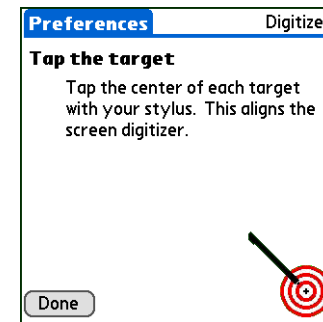 Preferences Digitize
Tap the target
Tap the center of each target
with your stylus. This aligns the
screen digitizer.
Done